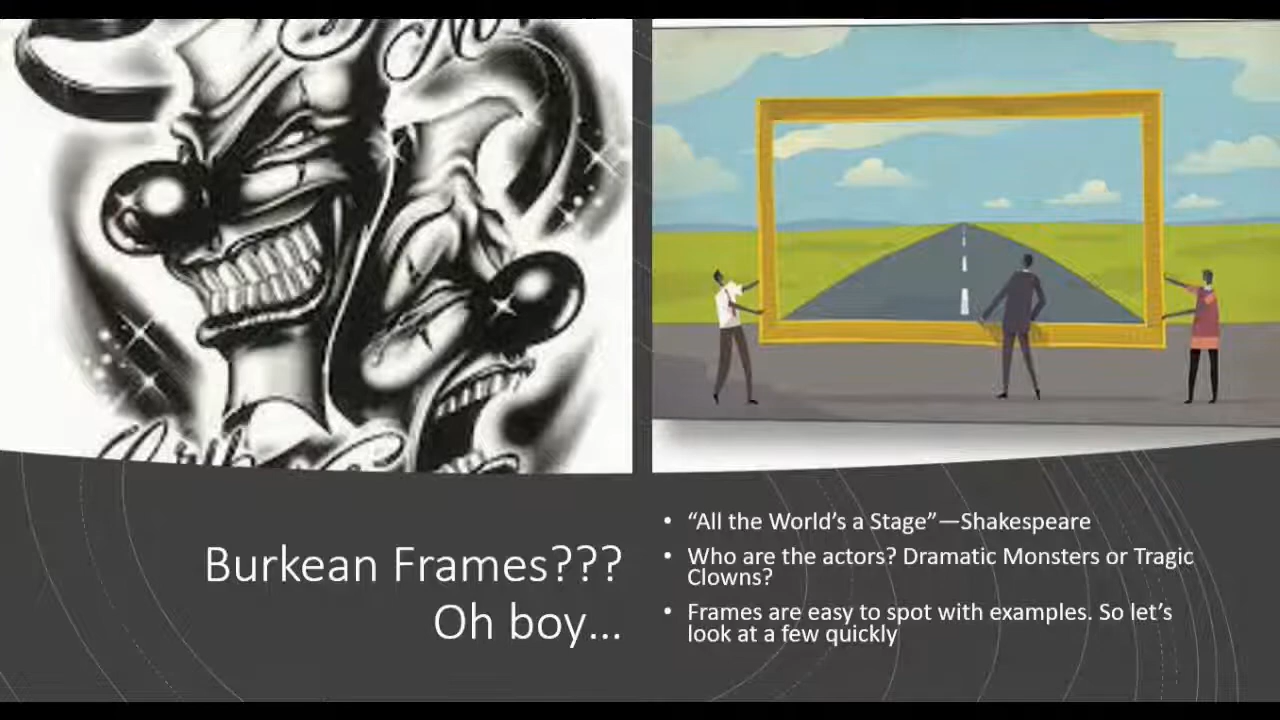 Burkean Frames???
Oh boy...
• “All the World’s a Stage”—Shakespeare
• Who are the actors? Dramatic Monsters or Tragic
Clowns?
• Frames are easy to spot with examples. So let’s
look at a few quickly